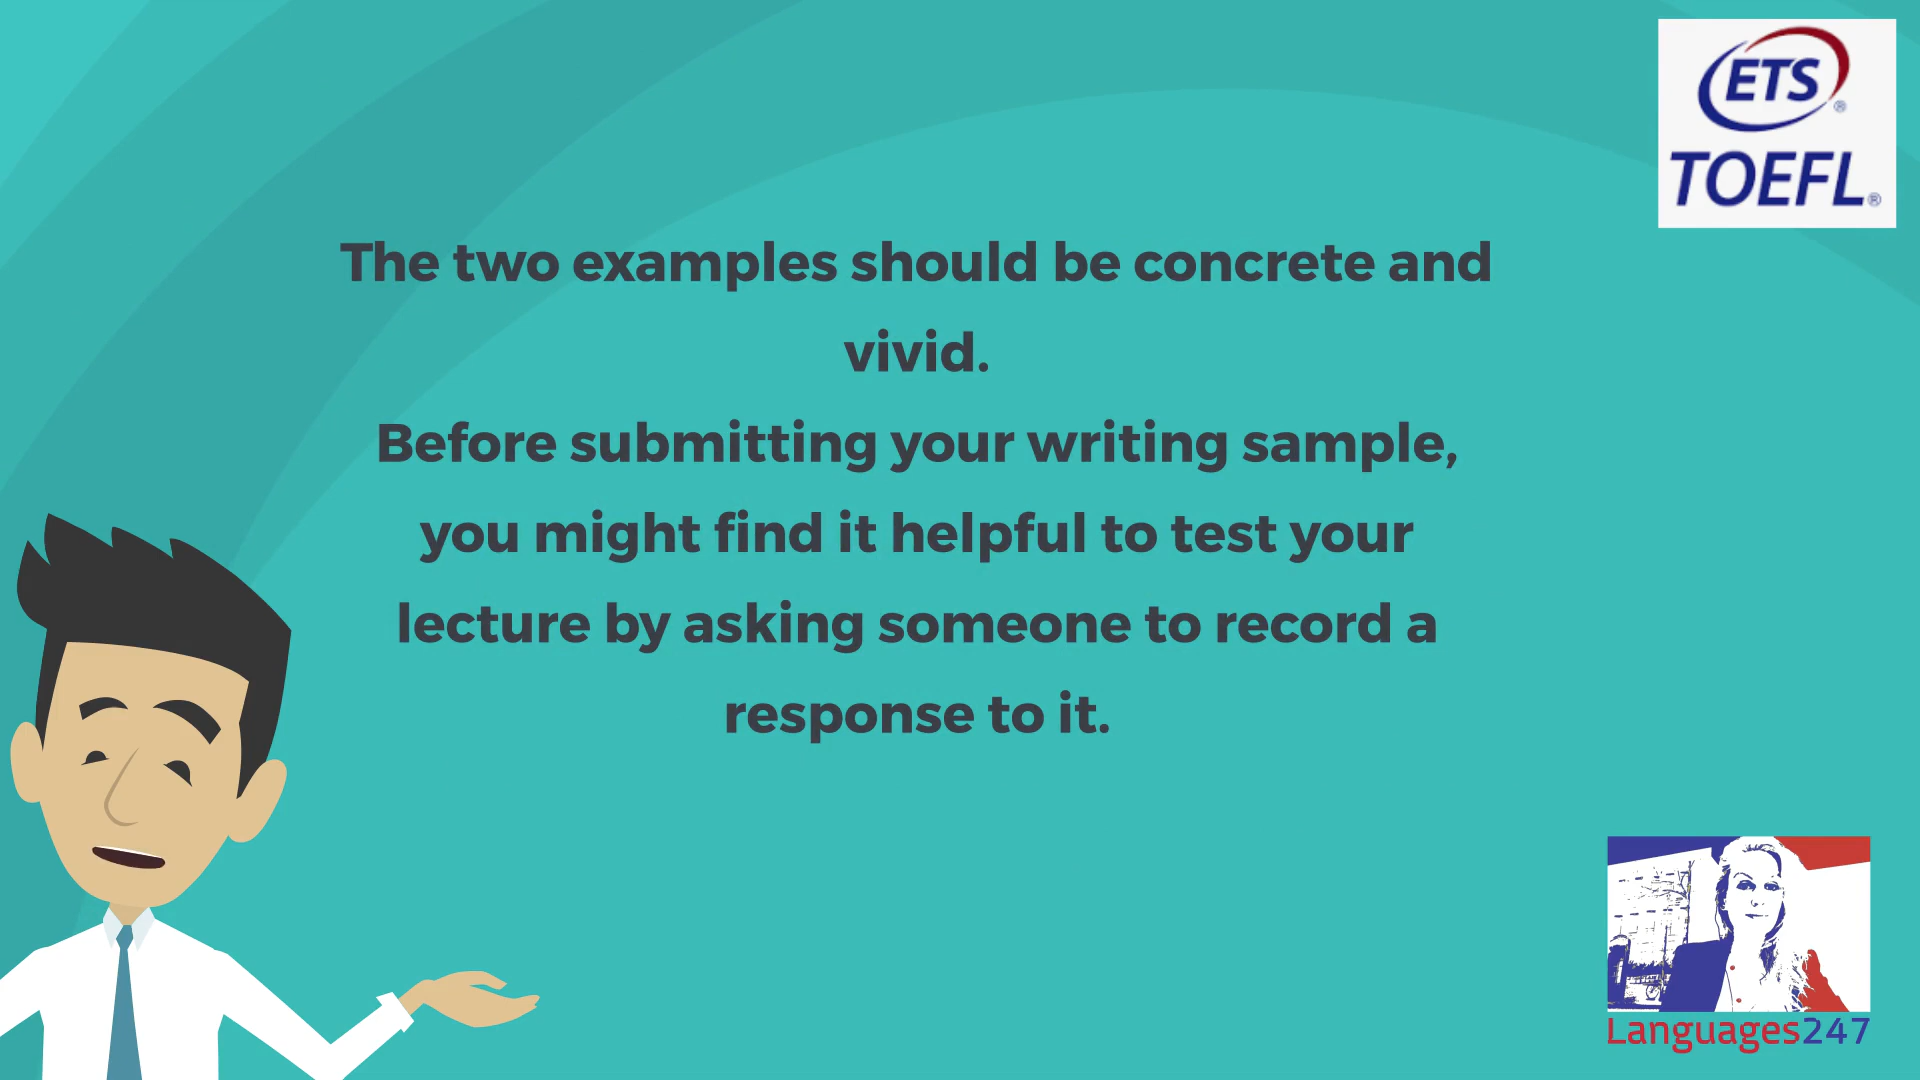 ETS
TOEFL
The two examples should be concrete and
vivid.
Before submitting your writing sample,
you might find it helpful to test your
lecture by asking someone to record a
response to it.
Languages247